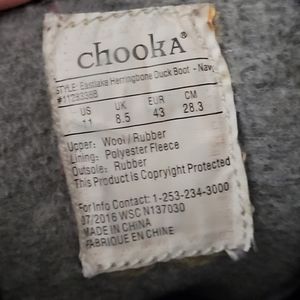 chooka®
STYLE: Eastlake Herringbone Duck Boot - Navy
#11283388
US UK EUR CM
11 8.5 43 28.3
Upper: Wool / Rubber
Lining: Polyester Fleece
Outsole: Rubber
This Product is Copyright Protected
For Info Contact: 1-253-234-3000
07/2016 WSC N137030
MADE IN CHINA
FABRIQUE EN CHINE